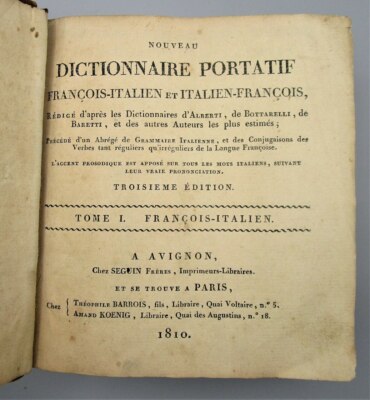 NOUVEAU
DICTIONNAIRE PORTATIF
FRANÇOIS-ITALIEN ET ITALIEN-FRANÇOIS,
RÉDIGÉ d'après les Dictionnaires d'ALBERTI, de BOTTARELLI, de
BARETTI, et des autres Auteurs les plus estimés;
PRÉCÉDÉ d'un Abrégé de GRAMMAIRE ITALIENNE, et des Conjugaisons des
Verbes tant réguliers qu'irréguliers de la Langue Françoise.
L'ACCENT PROSODIQUE EST APPOSÉ SUR TOUS LES MOTS ITALIENS, SUIVANT
LEUR VRAIE PRONONCIATION.
TROISIEME ÉDITION.
TOME I. FRANÇOIS-ITALIEN.
A AVIGNON,
Chez SEGUIN FRÈRES, Imprimeurs-Libraires.
ET SE TROUVE A PARIS,
Chez { THÉOPHILE BARROIS, fils, Libraire, Quai Voltaire, n.º 5.
AMAND KOENIG, Libraire, Quai des Augustins, n.º 18.
1810.